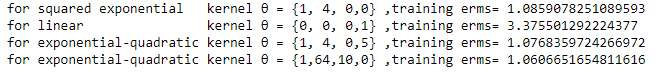 for squared exponential   kernel θ = {1, 4, 0,0} ,training erms= 1.0859078251089593
for linear                kernel θ = {0, 0, 0,1} ,training erms= 3.375501292224377
for exponential-quadratic kernel θ = {1, 4, 0,5} ,training erms= 1.0768359724266972
for exponential-quadratic kernel θ = {1,64,10,0} ,training erms= 1.0606651654811616